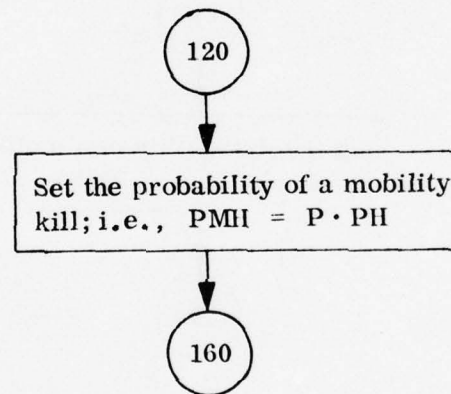 120
Set the probability of a mobility
kill; i.e., PMH = P · PH
160